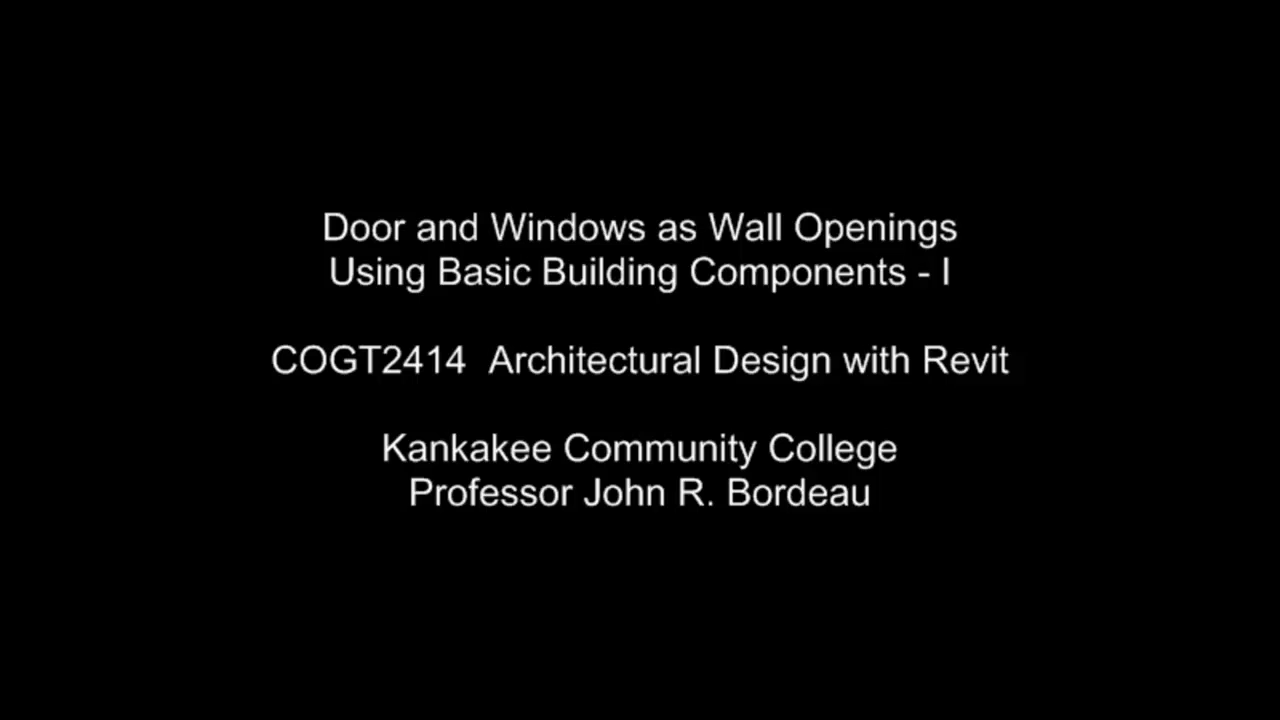 Door and Windows as Wall Openings
Using Basic Building Components - I
COGT2414 Architectural Design with Revit
Kankakee Community College
Professor John R. Bordeau